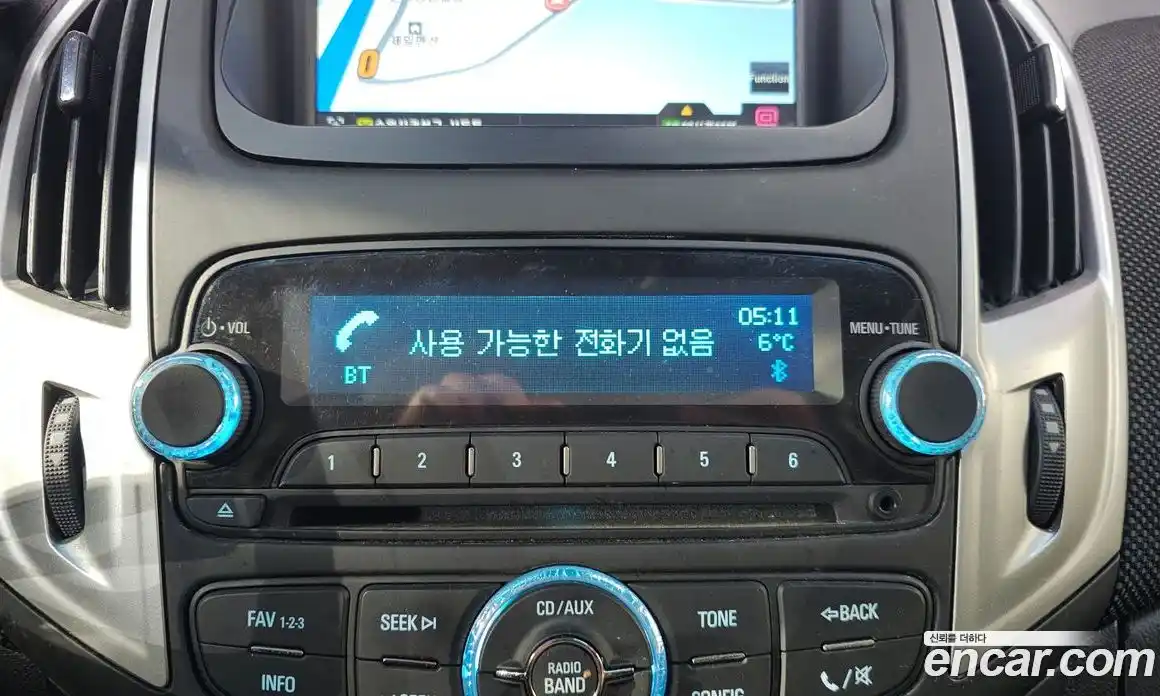 Function
⏻•VOL
MENU•TUNE
사용 가능한 전화기 없음
BT
05:11
6°C
1 2 3 4 5 6
FAV 1-2-3
SEEK
CD/AUX
TONE
BACK
INFO
RADIO
BAND
CONFIG
신뢰를 더하다
encar.com